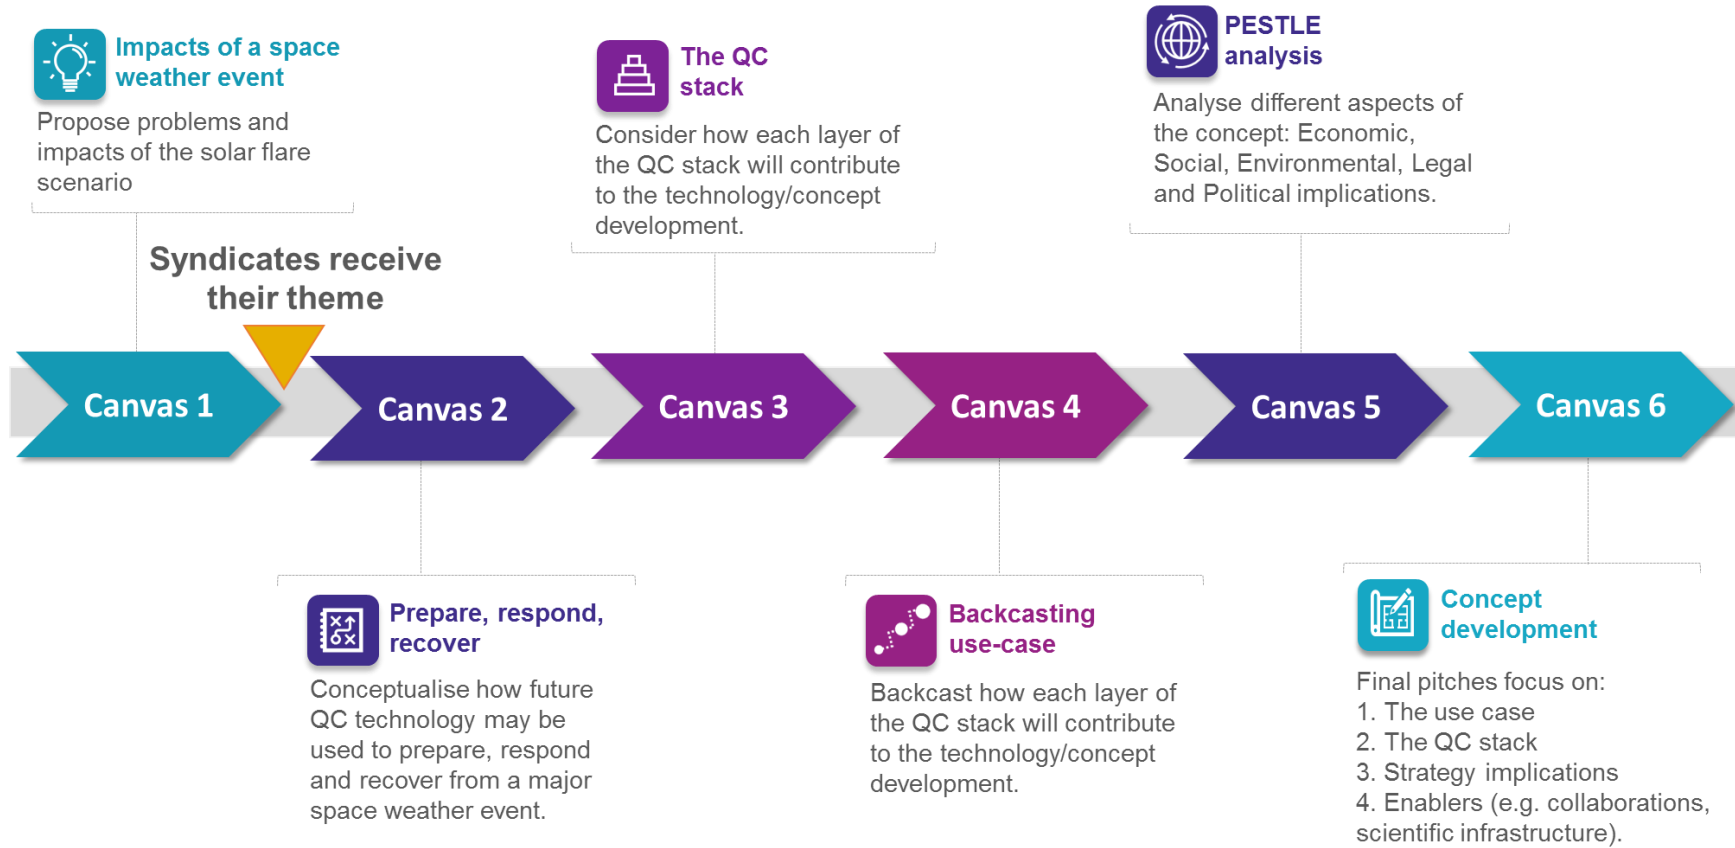 Impacts of a space
weather event
Propose problems and
impacts of the solar flare
scenario
Syndicates receive
their theme
The QC
stack
Consider how each layer of
the QC stack will contribute
to the technology/concept
development.
PESTLE
analysis
Analyse different aspects of
the concept: Economic,
Social, Environmental, Legal
and Political implications.
Canvas 1
Canvas 2
Canvas 3
Canvas 4
Canvas 5
Canvas 6
Prepare, respond,
recover
Conceptualise how future
QC technology may be
used to prepare, respond
and recover from a major
space weather event.
Backcasting
use-case
Backcast how each layer of
the QC stack will contribute
to the technology/concept
development.
Concept
development
Final pitches focus on:
1. The use case
2. The QC stack
3. Strategy implications
4. Enablers (e.g. collaborations,
scientific infrastructure).